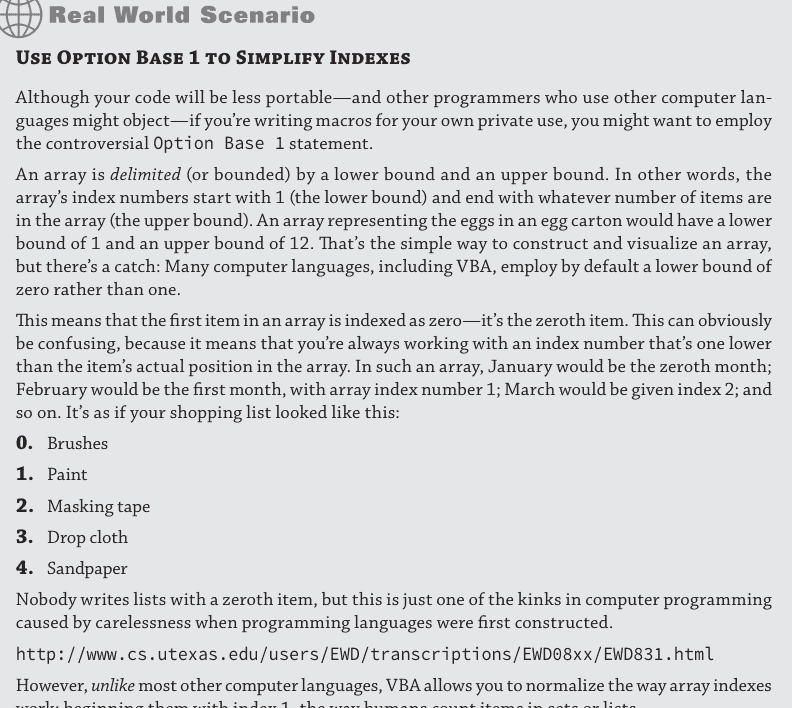 Real World Scenario
Use Option Base 1 to Simplify Indexes
Although your code will be less portable—and other programmers who use other computer lan-
guages might object—if you're writing macros for your own private use, you might want to employ
the controversial Option Base 1 statement.
An array is delimited (or bounded) by a lower bound and an upper bound. In other words, the
array's index numbers start with 1 (the lower bound) and end with whatever number of items are
in the array (the upper bound). An array representing the eggs in an egg carton would have a lower
bound of 1 and an upper bound of 12. That's the simple way to construct and visualize an array,
but there's a catch: Many computer languages, including VBA, employ by default a lower bound of
zero rather than one.
This means that the first item in an array is indexed as zero—it's the zeroth item. This can obviously
be confusing, because it means that you're always working with an index number that's one lower
than the item's actual position in the array. In such an array, January would be the zeroth month;
February would be the first month, with array index number 1; March would be given index 2; and
so on. It's as if your shopping list looked like this:
0. Brushes
1. Paint
2. Masking tape
3. Drop cloth
4. Sandpaper
Nobody writes lists with a zeroth item, but this is just one of the kinks in computer programming
caused by carelessness when programming languages were first constructed.
http://www.cs.utexas.edu/users/EWD/transcriptions/EWD08xx/EWD831.html
However, unlike most other computer languages, VBA allows you to normalize the way array indexes
work: beginning them with index 1, the way humans count items in sets or lists.